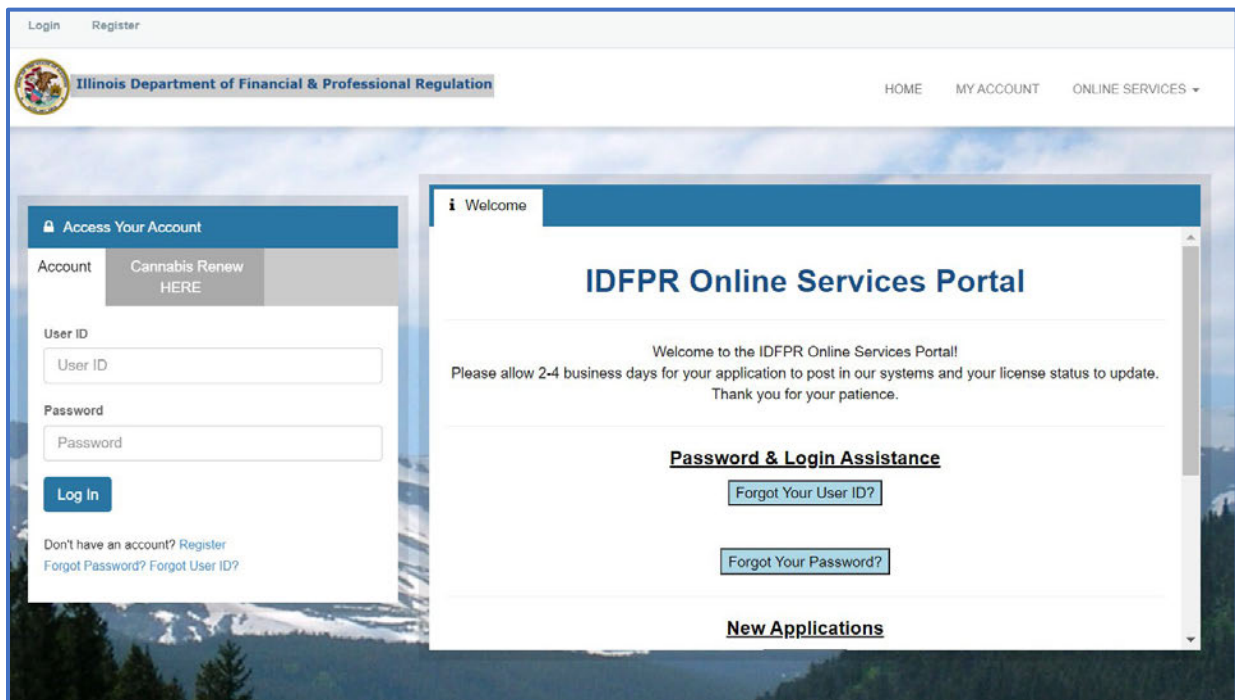 Login Register
Illinois Department of Financial & Professional Regulation
HOME MY ACCOUNT ONLINE SERVICES
Access Your Account
Account
Cannabis Renew
HERE
User ID
User ID
Password
Password
Log In
Don't have an account? Register
Forgot Password? Forgot User ID?
i Welcome
IDFPR Online Services Portal
Welcome to the IDFPR Online Services Portal!
Please allow 2-4 business days for your application to post in our systems and your license status to update.
Thank you for your patience.
Password & Login Assistance
Forgot Your User ID?
Forgot Your Password?
New Applications